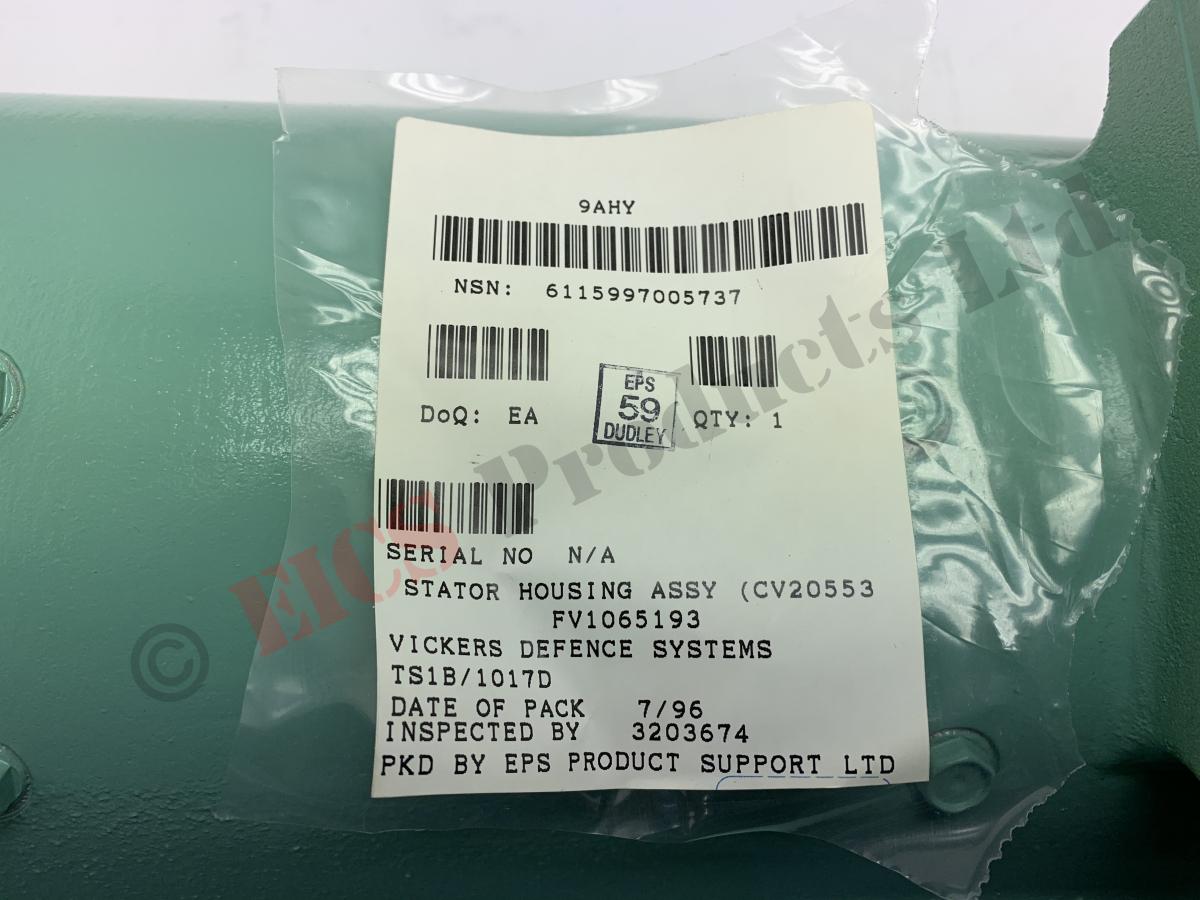 9AHY
NSN: 6115997005737
DoQ: EA
EPS
59
DUDLEY
QTY: 1
SERIAL NO N/A
STATOR HOUSING ASSY (CV20553
FV1065193
VICKERS DEFENCE SYSTEMS
TS1B/1017D
DATE OF PACK 7/96
INSPECTED BY 3203674
PKD BY EPS PRODUCT SUPPORT LTD
© EICS Products Ltd